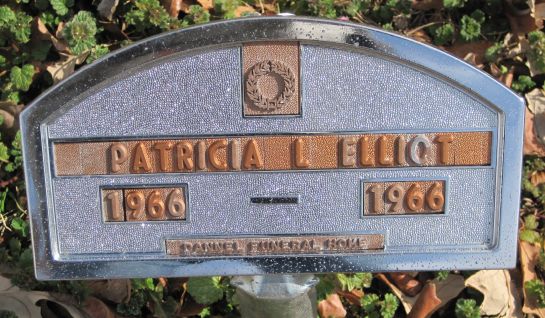 PATRICIA L ELLIOT
1966 — 1966
DANNEL FUNERAL HOME